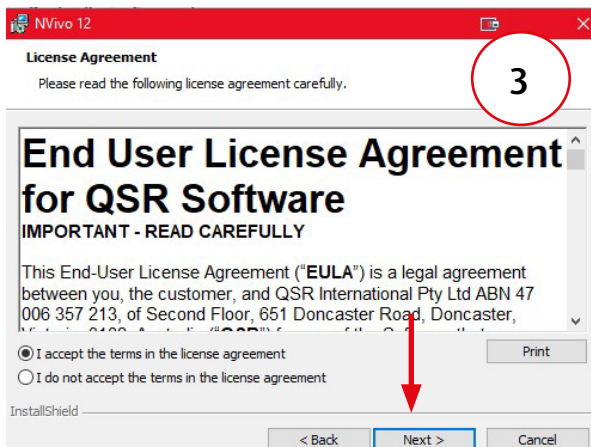 NVivo 12
License Agreement
Please read the following license agreement carefully.
3
End User License Agreement
for QSR Software
IMPORTANT - READ CAREFULLY
This End-User License Agreement ("EULA") is a legal agreement
between you, the customer, and QSR International Pty Ltd ABN 47
006 357 213, of Second Floor, 651 Doncaster Road, Doncaster,
I accept the terms in the license agreement
Print
I do not accept the terms in the license agreement
InstallShield
< Back Next > Cancel